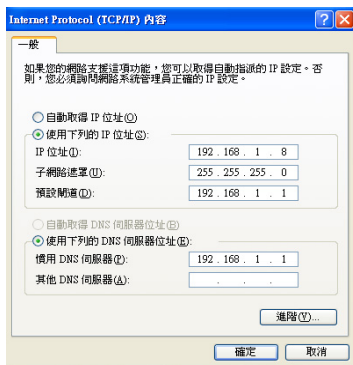 Internet Protocol (TCP/IP) 內容
一般
如果您的網路支援這項功能，您可以取得自動指派的 IP 設定。否
則，您必須詢問網路系統管理員正確的 IP 設定。
自動取得 IP 位址(O)
使用下列的 IP 位址(S):
IP 位址(I): 192 . 168 . 1 . 8
子網路遮罩(U): 255 . 255 . 255 . 0
預設閘道(D): 192 . 168 . 1 . 1
自動取得 DNS 伺服器位址(B)
使用下列的 DNS 伺服器位址(E):
慣用 DNS 伺服器(P): 192 . 168 . 1 . 1
其他 DNS 伺服器(A): . . .
進階(V)...
確定 取消